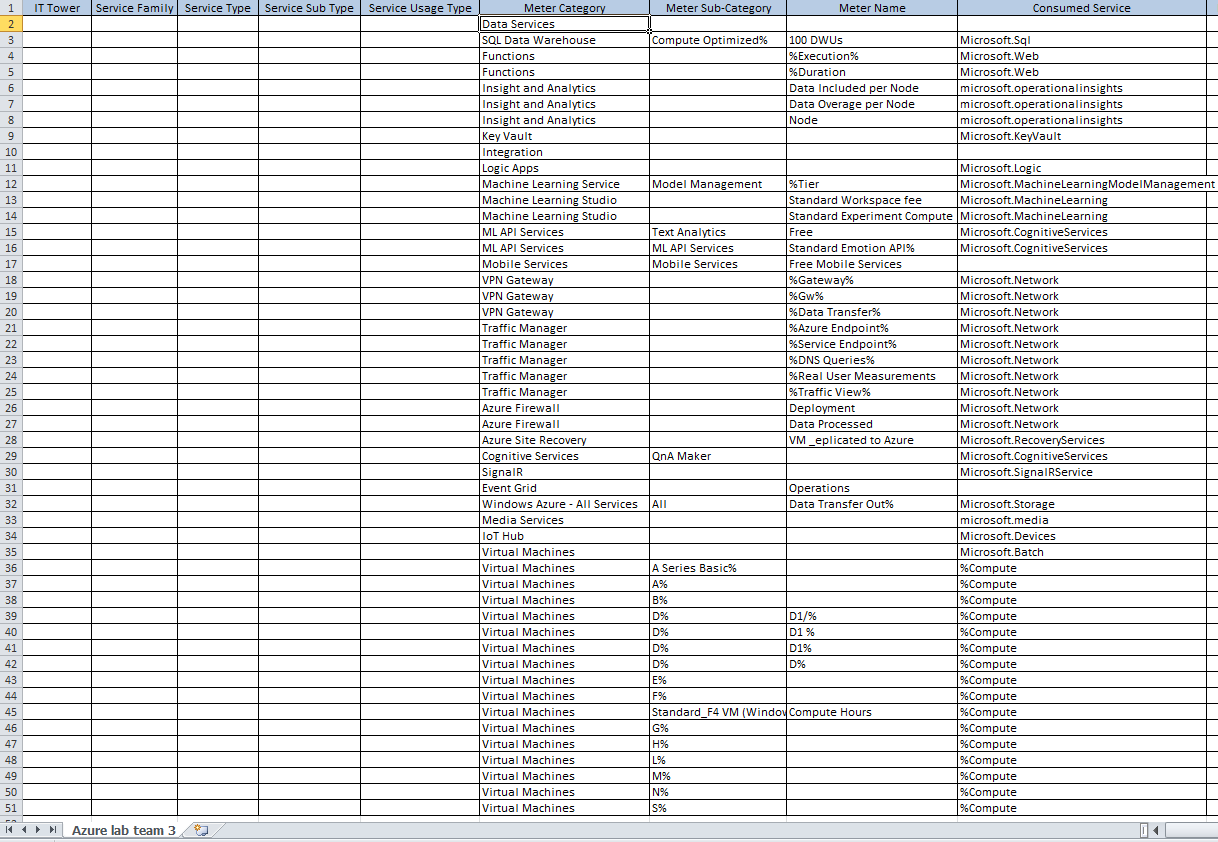 1 IT Tower Service Family Service Type Service Sub Type Service Usage Type Meter Category Meter Sub-Category Meter Name Consumed Service
2 Data Services
3 SQL Data Warehouse Compute Optimized% 100 DWUs Microsoft.Sql
4 Functions %Execution% Microsoft.Web
5 Functions %Duration Microsoft.Web
6 Insight and Analytics Data Included per Node microsoft.operationalinsights
7 Insight and Analytics Data Overage per Node microsoft.operationalinsights
8 Insight and Analytics Node microsoft.operationalinsights
9 Key Vault Microsoft.KeyVault
10 Integration
11 Logic Apps Microsoft.Logic
12 Machine Learning Service Model Management %Tier Microsoft.MachineLearningModelManagement
13 Machine Learning Studio Standard Workspace fee Microsoft.MachineLearning
14 Machine Learning Studio Standard Experiment Compute Microsoft.MachineLearning
15 ML API Services Text Analytics Free Microsoft.CognitiveServices
16 ML API Services ML API Services Standard Emotion API% Microsoft.CognitiveServices
17 Mobile Services Mobile Services Free Mobile Services
18 VPN Gateway %Gateway% Microsoft.Network
19 VPN Gateway %Gw% Microsoft.Network
20 VPN Gateway %Data Transfer% Microsoft.Network
21 Traffic Manager %Azure Endpoint% Microsoft.Network
22 Traffic Manager %Service Endpoint% Microsoft.Network
23 Traffic Manager %DNS Queries% Microsoft.Network
24 Traffic Manager %Real User Measurements Microsoft.Network
25 Traffic Manager %Traffic View% Microsoft.Network
26 Azure Firewall Deployment Microsoft.Network
27 Azure Firewall Data Processed Microsoft.Network
28 Azure Site Recovery VM _eplicated to Azure Microsoft.RecoveryServices
29 Cognitive Services QnA Maker Microsoft.CognitiveServices
30 SignalR Microsoft.SignalRService
31 Event Grid Operations
32 Windows Azure - All Services All Data Transfer Out% Microsoft.Storage
33 Media Services microsoft.media
34 IoT Hub Microsoft.Devices
35 Virtual Machines Microsoft.Batch
36 Virtual Machines A Series Basic% %Compute
37 Virtual Machines A% %Compute
38 Virtual Machines B% %Compute
39 Virtual Machines D% D1/% %Compute
40 Virtual Machines D% D1 % %Compute
41 Virtual Machines D% D1% %Compute
42 Virtual Machines D% D% %Compute
43 Virtual Machines E% %Compute
44 Virtual Machines F% %Compute
45 Virtual Machines Standard_F4 VM (Window Compute Hours %Compute
46 Virtual Machines G% %Compute
47 Virtual Machines H% %Compute
48 Virtual Machines L% %Compute
49 Virtual Machines M% %Compute
50 Virtual Machines N% %Compute
51 Virtual Machines S% %Compute
Azure lab team 3